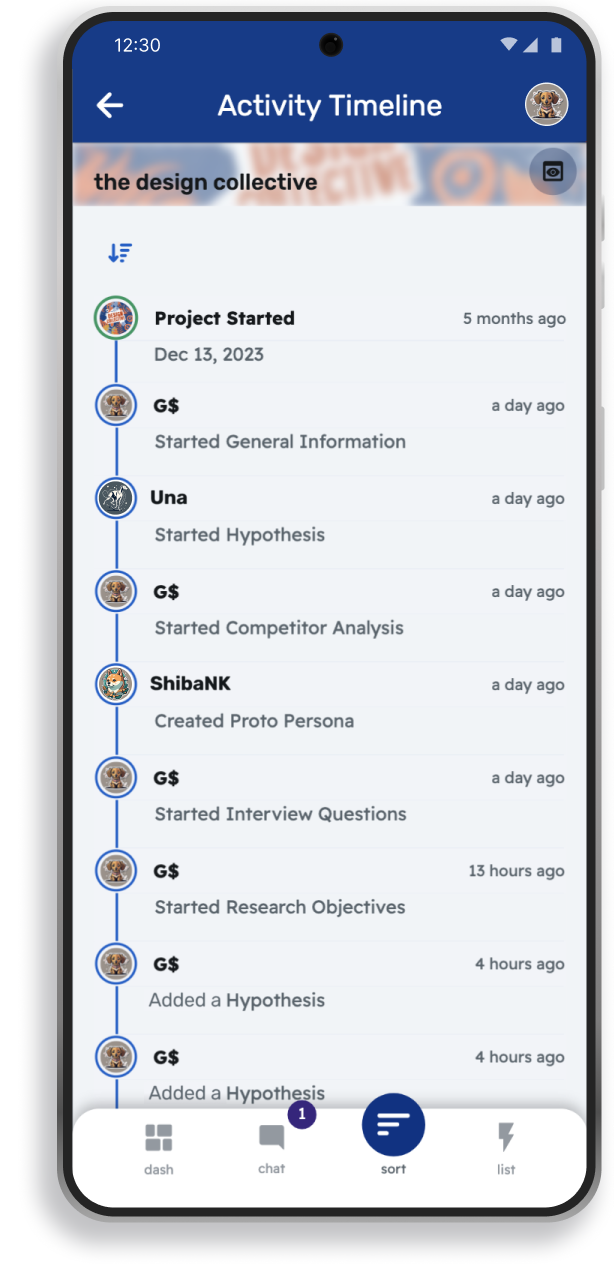 12:30
Activity Timeline
the design collective
Project Started
5 months ago
Dec 13, 2023
G$
a day ago
Started General Information
Una
a day ago
Started Hypothesis
G$
a day ago
Started Competitor Analysis
ShibaNK
a day ago
Created Proto Persona
G$
a day ago
Started Interview Questions
G$
13 hours ago
Started Research Objectives
G$
4 hours ago
Added a Hypothesis
G$
4 hours ago
Added a Hypothesis
1
dash
chat
sort
list